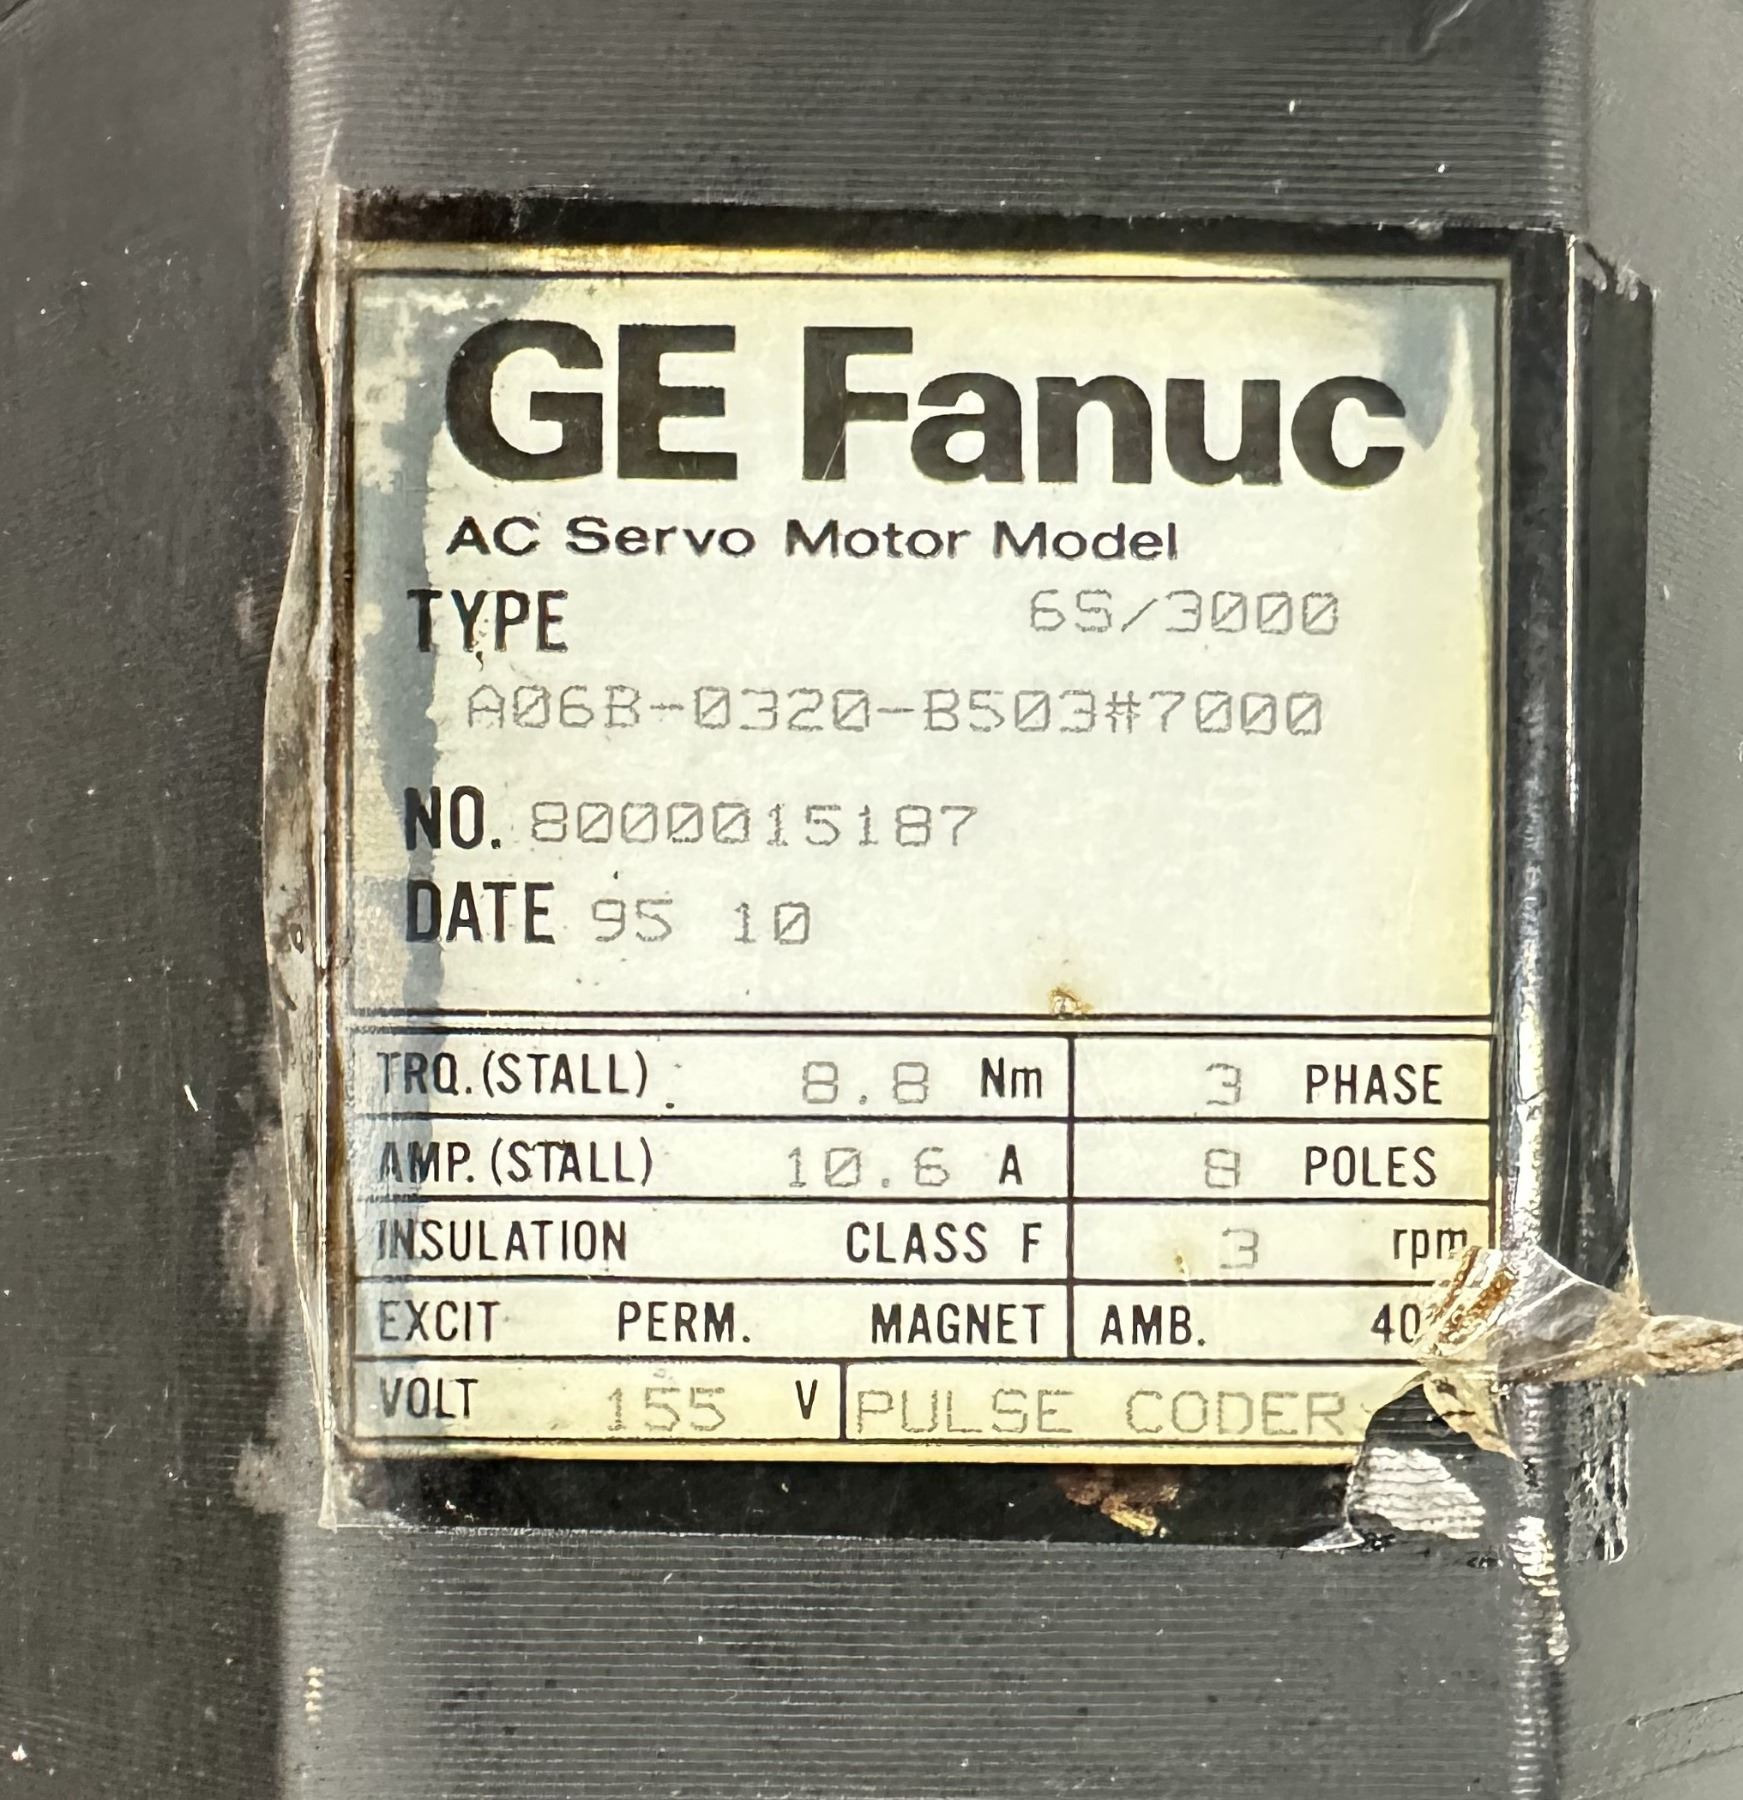 GE Fanuc
AC Servo Motor Model
TYPE 6S/3000
A06B-0320-B503#7000
NO. 8000015187
DATE 95 10
TRQ.(STALL) 8.8 Nm 3 PHASE
AMP.(STALL) 10.6 A 8 POLES
INSULATION CLASS F 3 rpm
EXCIT PERM. MAGNET AMB. 40
VOLT 155 V PULSE CODER